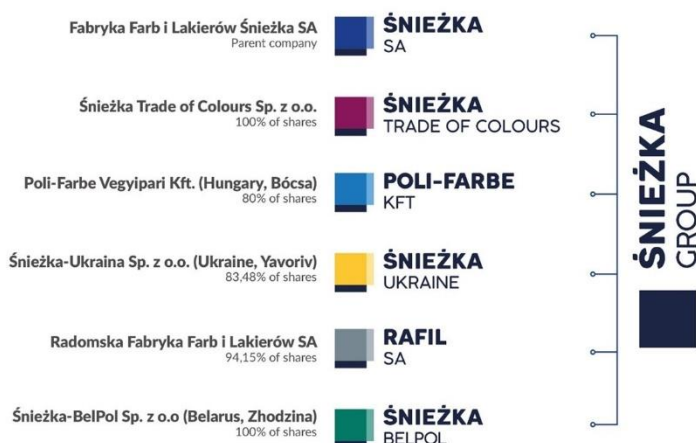 Fabryka Farb i Lakierów Śnieżka SA
Parent company
ŚNIEŻKA
SA
Śnieżka Trade of Colours Sp. z o.o.
100% of shares
ŚNIEŻKA
TRADE OF COLOURS
Poli-Farbe Vegyipari Kft. (Hungary, Bócsa)
80% of shares
POLI-FARBE
KFT
Śnieżka-Ukraina Sp. z o.o. (Ukraine, Yavoriv)
83,48% of shares
ŚNIEŻKA
UKRAINE
Radomska Fabryka Farb i Lakierów SA
94,15% of shares
RAFIL
SA
Śnieżka-BelPol Sp. z o.o (Belarus, Zhodzina)
100% of shares
ŚNIEŻKA
BELPOL
ŚNIEŻKA
GROUP